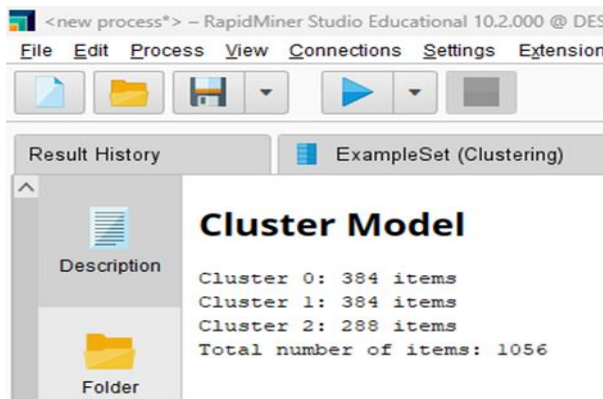 <new process*> – RapidMiner Studio Educational 10.2.000 @ DES
File Edit Process View Connections Settings Extension
Result History
ExampleSet (Clustering)
Description
Cluster Model
Cluster 0: 384 items
Cluster 1: 384 items
Cluster 2: 288 items
Total number of items: 1056
Folder